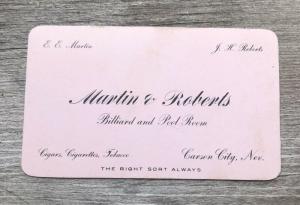 E. E. Martin J. H. Roberts
Martin & Roberts
Billiard and Pool Room
Cigars, Cigarettes, Tobacco Carson City, Nev.
THE RIGHT SORT ALWAYS